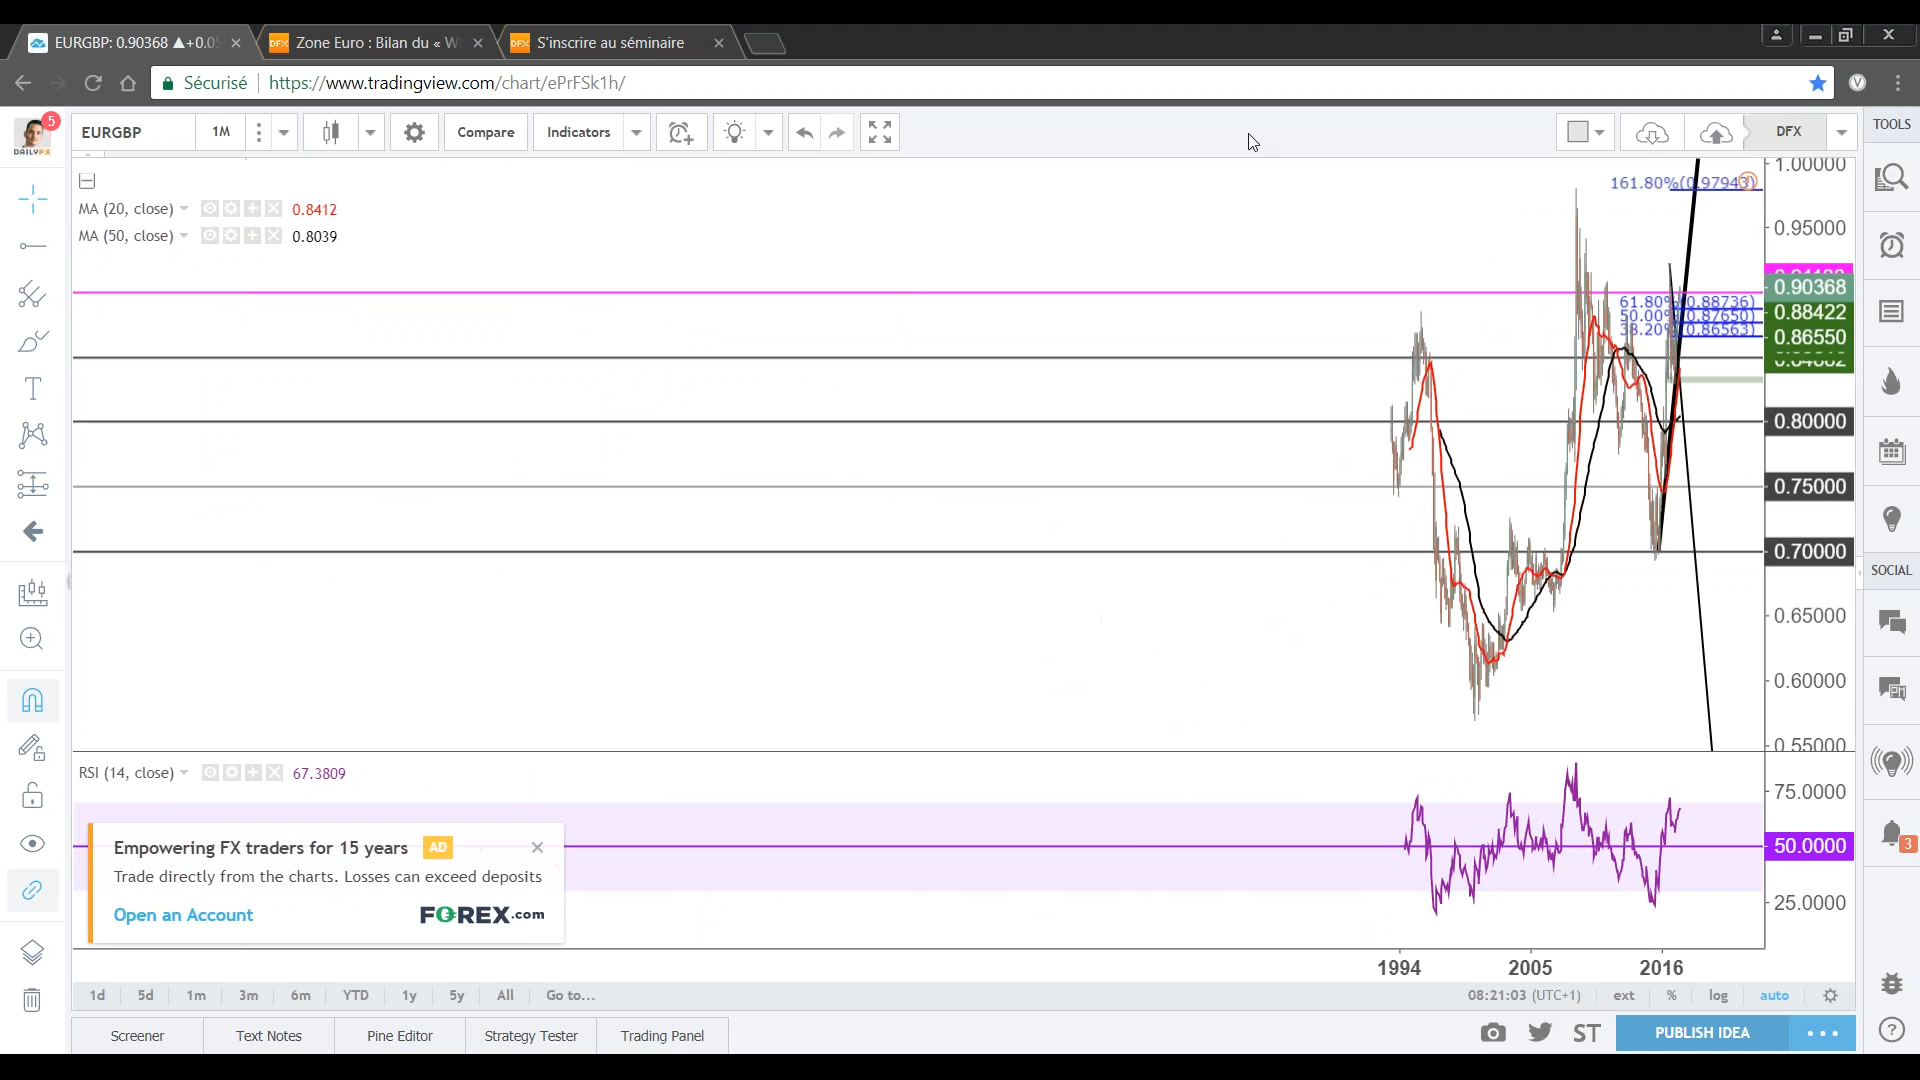 EURGBP: 0.90368 ▲+0.05
Zone Euro : Bilan du « W
S'inscrire au séminaire
Sécurisé
https://www.tradingview.com/chart/ePrFSk1h/
5
DAILYFX
EURGBP
1M
Compare
Indicators
DFX
TOOLS
MA (20, close)
0.8412
MA (50, close)
0.8039
161.80%(0.97943)
61.80%(0.88736)
50.00%(0.87650)
38.20%(0.86563)
1.00000
0.95000
0.90368
0.88422
0.86550
0.80000
0.75000
0.70000
0.65000
0.60000
0.55000
SOCIAL
RSI (14, close)
67.3809
75.0000
50.0000
25.0000
3
Empowering FX traders for 15 years AD
Trade directly from the charts. Losses can exceed deposits
Open an Account
FOREX.com
1994
2005
2016
1d
5d
1m
3m
6m
YTD
1y
5y
All
Go to...
08:21:03 (UTC+1)
ext
%
log
auto
Screener
Text Notes
Pine Editor
Strategy Tester
Trading Panel
ST
PUBLISH IDEA